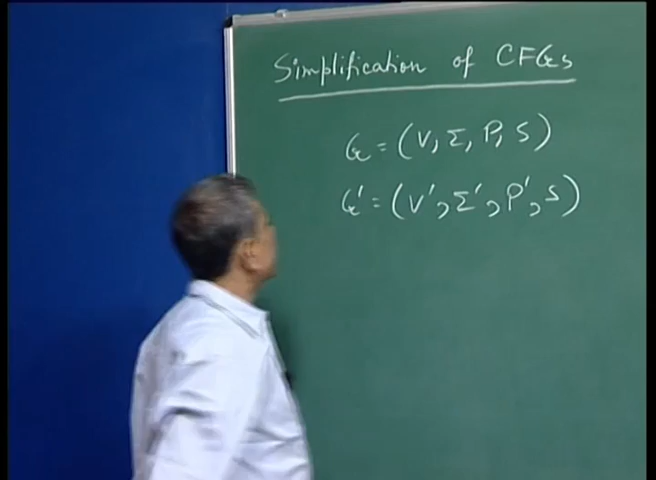 Simplification of CFGs
G = (V, Σ, P, S)
G' = (V', Σ', P', S)